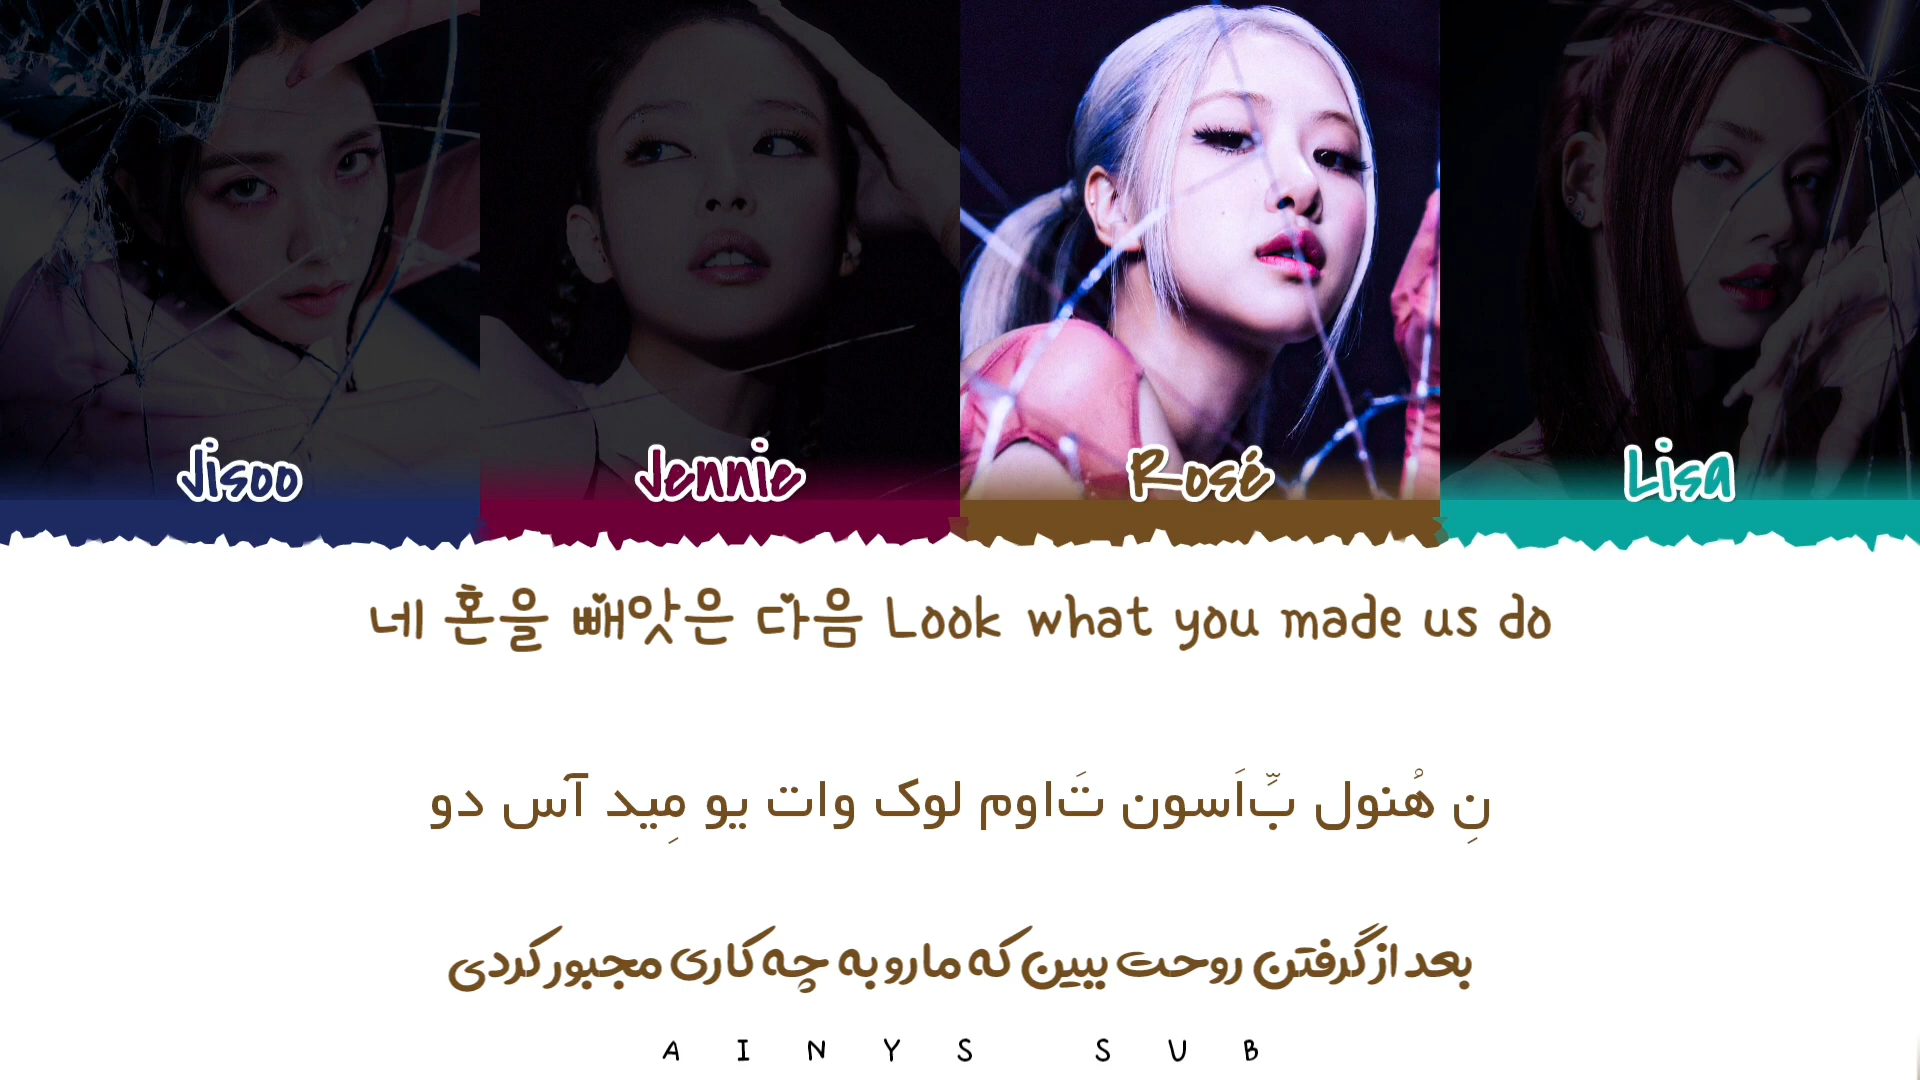 Jisoo
Jennie
Rosé
Lisa
네 혼을 빼앗은 다음 Look what you made us do
نِ هُنول بِّاَسون تَاوم لوک وات یو مِید آس دو
بعد از گرفتن روحت ببین که مارو به چه کاری مجبور کردی
AINYS SUB